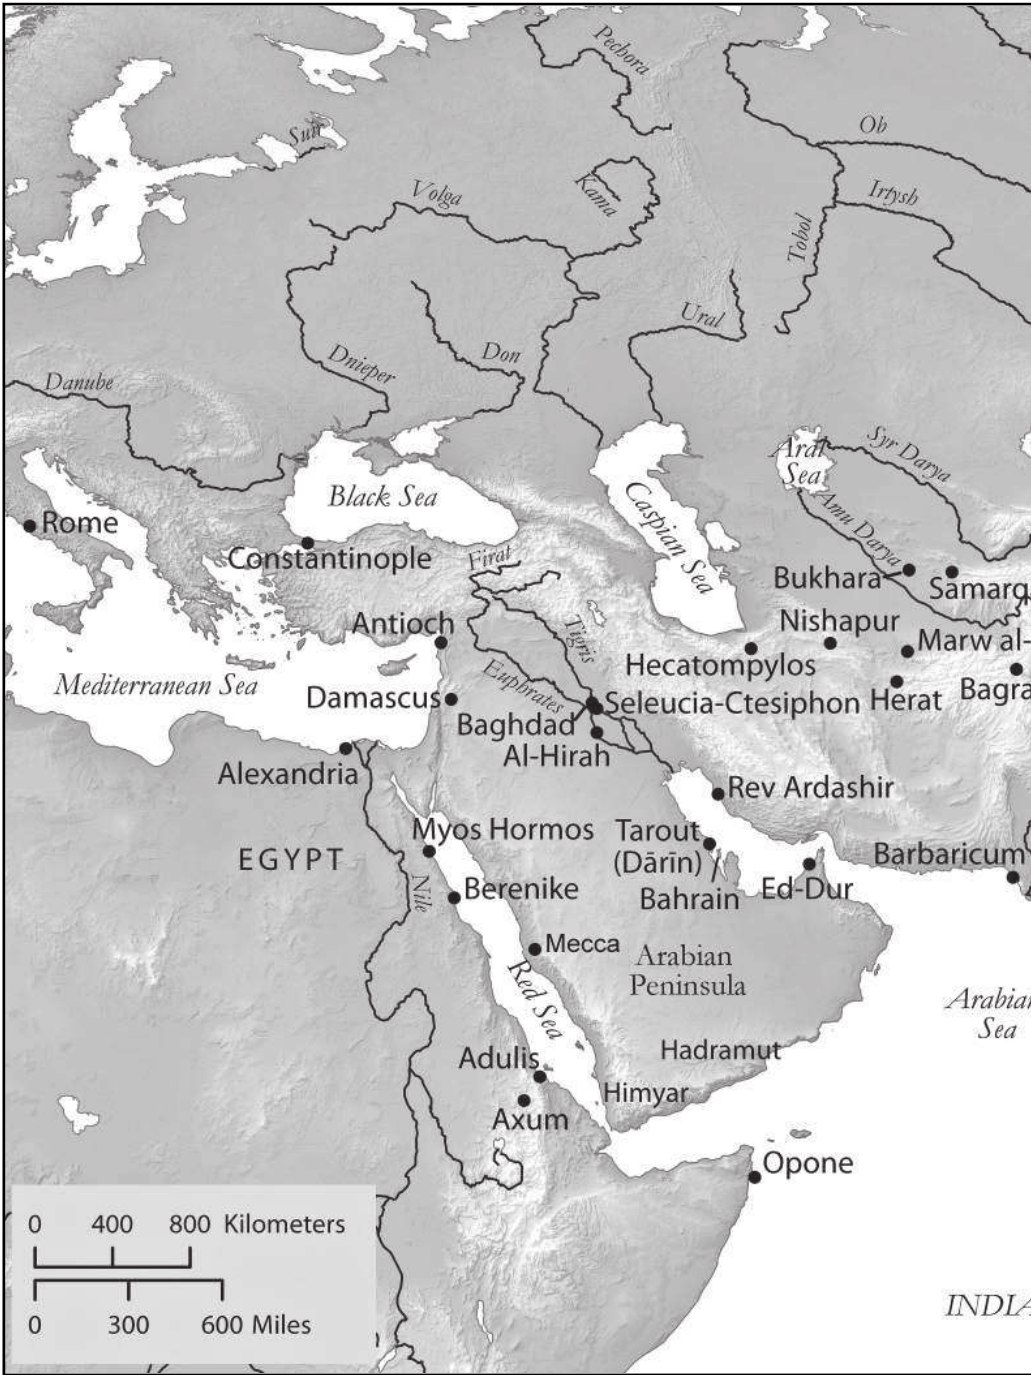 Pechora
Ob
Suir
Volga
Kama
Irtysh
Tobol
Ural
Dnieper
Don
Danube
Aral
Sea
Syr Darya
Black Sea
Caspian Sea
Amu Darya
Rome
Constantinople
Firat
Bukhara
Samarq
Nishapur
Antioch
Tigris
Marw al-
Hecatompylos
Mediterranean Sea
Euphrates
Damascus
Seleucia-Ctesiphon
Herat
Bagra
Baghdad
Al-Hirah
Alexandria
Rev Ardashir
Myos Hormos
Tarout
(Dārīn)
EGYPT
Barbaricum
Nile
Berenike
Bahrain
Ed-Dur
Mecca
Arabian
Peninsula
Red Sea
Arabian
Sea
Hadramut
Adulis
Himyar
Axum
Opone
0 400 800 Kilometers
0 300 600 Miles
INDIA